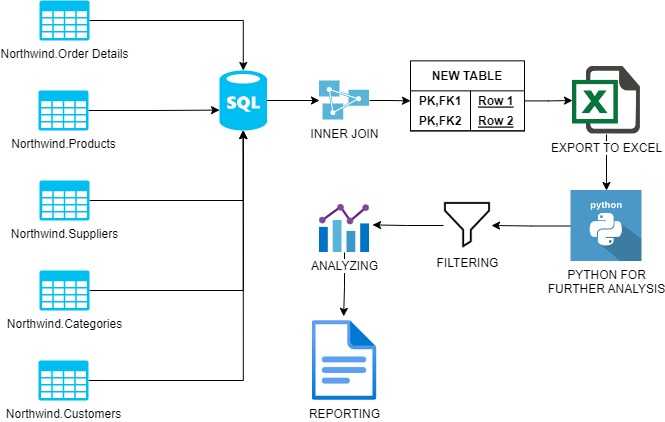 Northwind.Order Details
Northwind.Products
Northwind.Suppliers
Northwind.Categories
Northwind.Customers
SQL
INNER JOIN
NEW TABLE
PK,FK1 Row 1
PK,FK2 Row 2
X
EXPORT TO EXCEL
python
PYTHON FOR
FURTHER ANALYSIS
FILTERING
ANALYZING
REPORTING